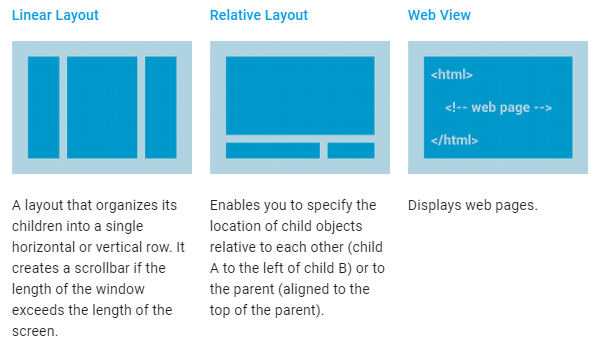 Linear Layout
A layout that organizes its
children into a single
horizontal or vertical row. It
creates a scrollbar if the
length of the window
exceeds the length of the
screen.
Relative Layout
Enables you to specify the
location of child objects
relative to each other (child
A to the left of child B) or to
the parent (aligned to the
top of the parent).
Web View
<html>
<!-- web page -->
</html>
Displays web pages.